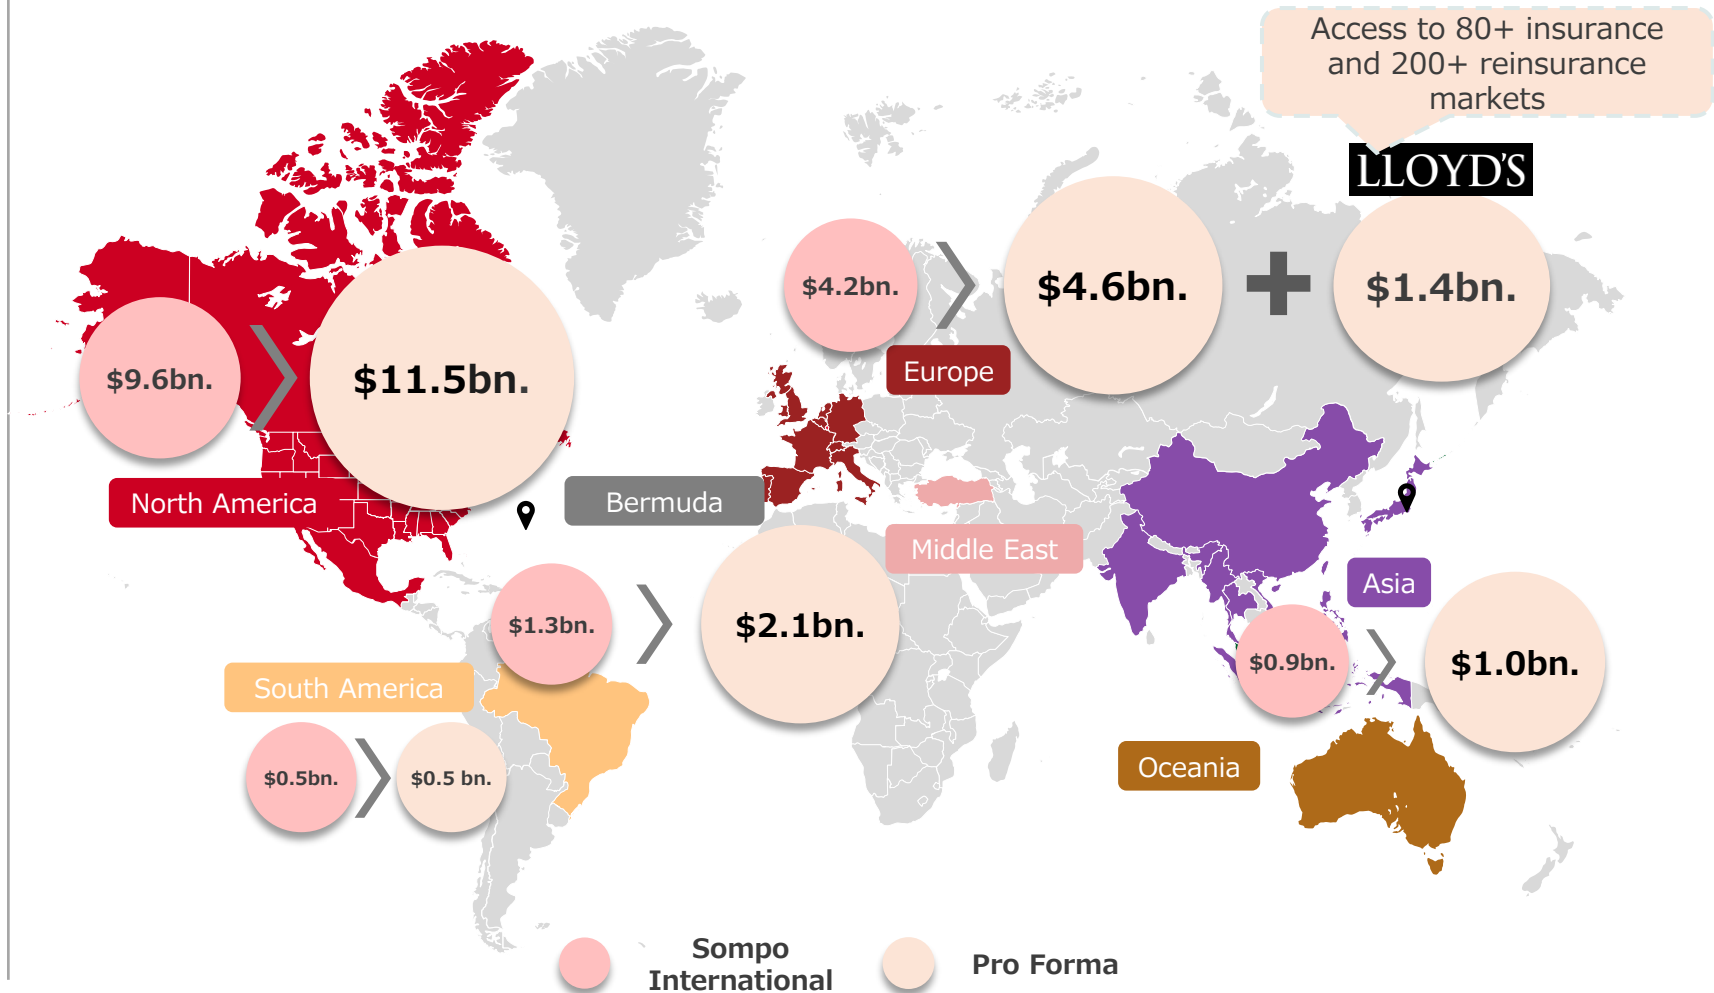 Access to 80+ insurance
and 200+ reinsurance
markets
LLOYD'S
$4.2bn.
$4.6bn.
$1.4bn.
Europe
$9.6bn.
$11.5bn.
North America
Bermuda
Middle East
Asia
$1.3bn.
$2.1bn.
$0.9bn.
$1.0bn.
South America
Oceania
$0.5bn.
$0.5 bn.
Sompo
International
Pro Forma